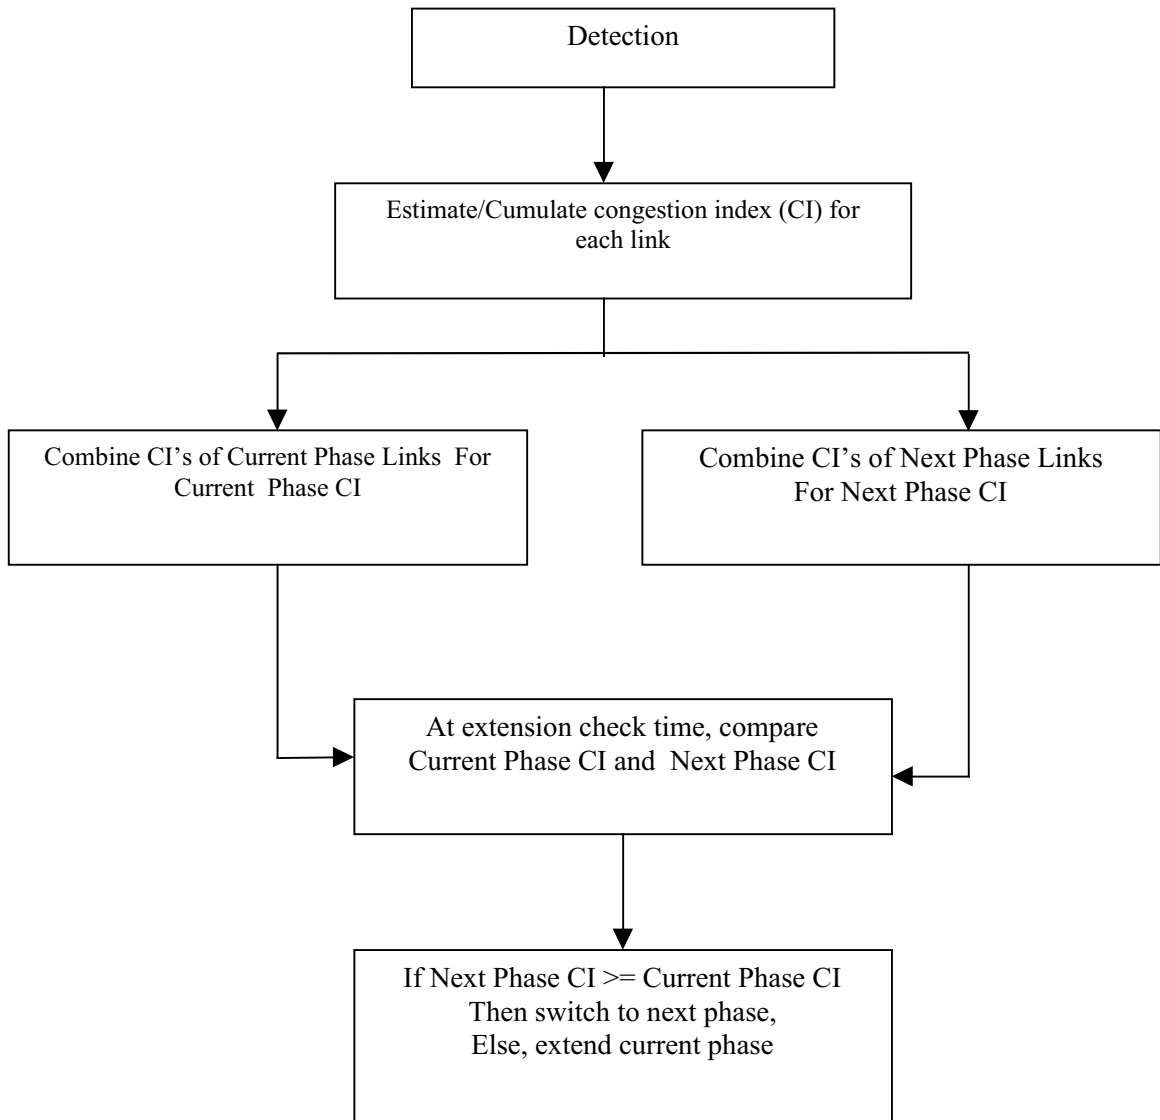 Detection
Estimate/Cumulate congestion index (CI) for
each link
Combine CI’s of Current Phase Links For
Current Phase CI
Combine CI’s of Next Phase Links
For Next Phase CI
At extension check time, compare
Current Phase CI and Next Phase CI
If Next Phase CI >= Current Phase CI
Then switch to next phase,
Else, extend current phase